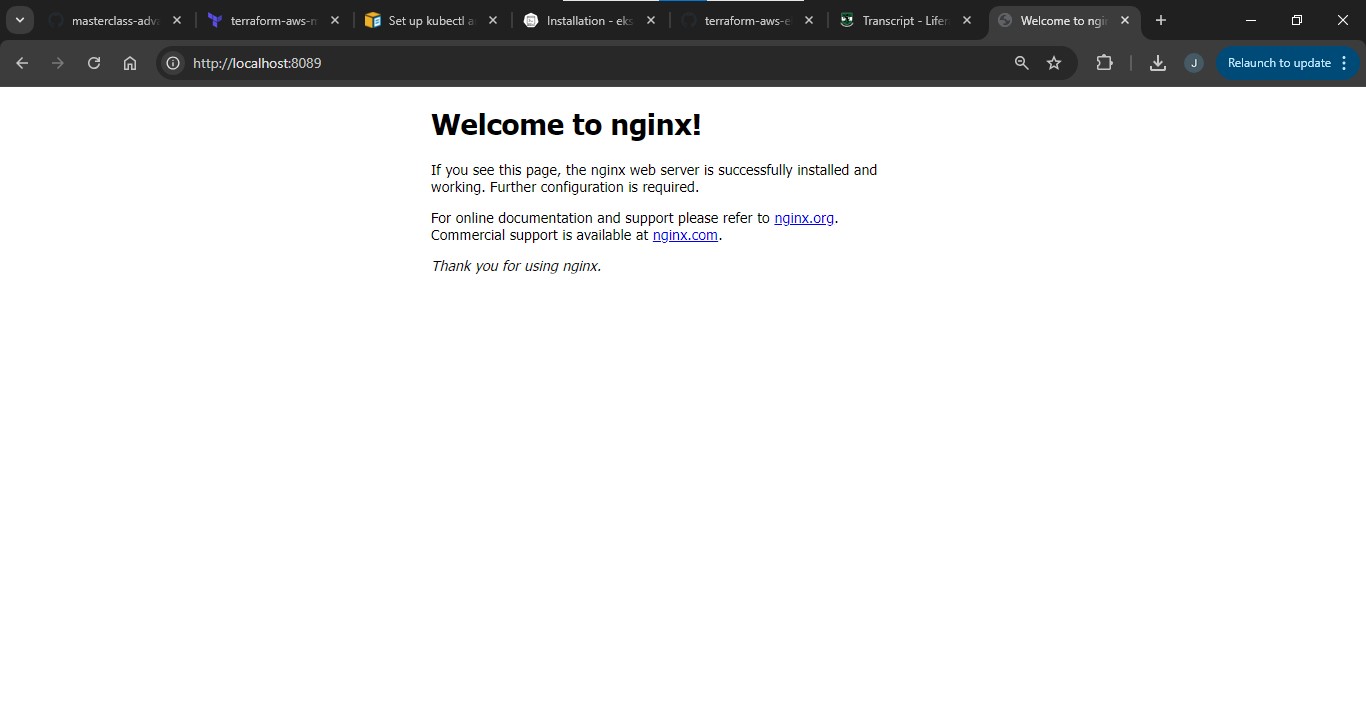 masterclass-adva
terraform-aws-m
Set up kubectl a
Installation - eks
terraform-aws-e
Transcript - Lifer
Welcome to ngin
http://localhost:8089
J
Relaunch to update
Welcome to nginx!
If you see this page, the nginx web server is successfully installed and
working. Further configuration is required.
For online documentation and support please refer to nginx.org.
Commercial support is available at nginx.com.
Thank you for using nginx.